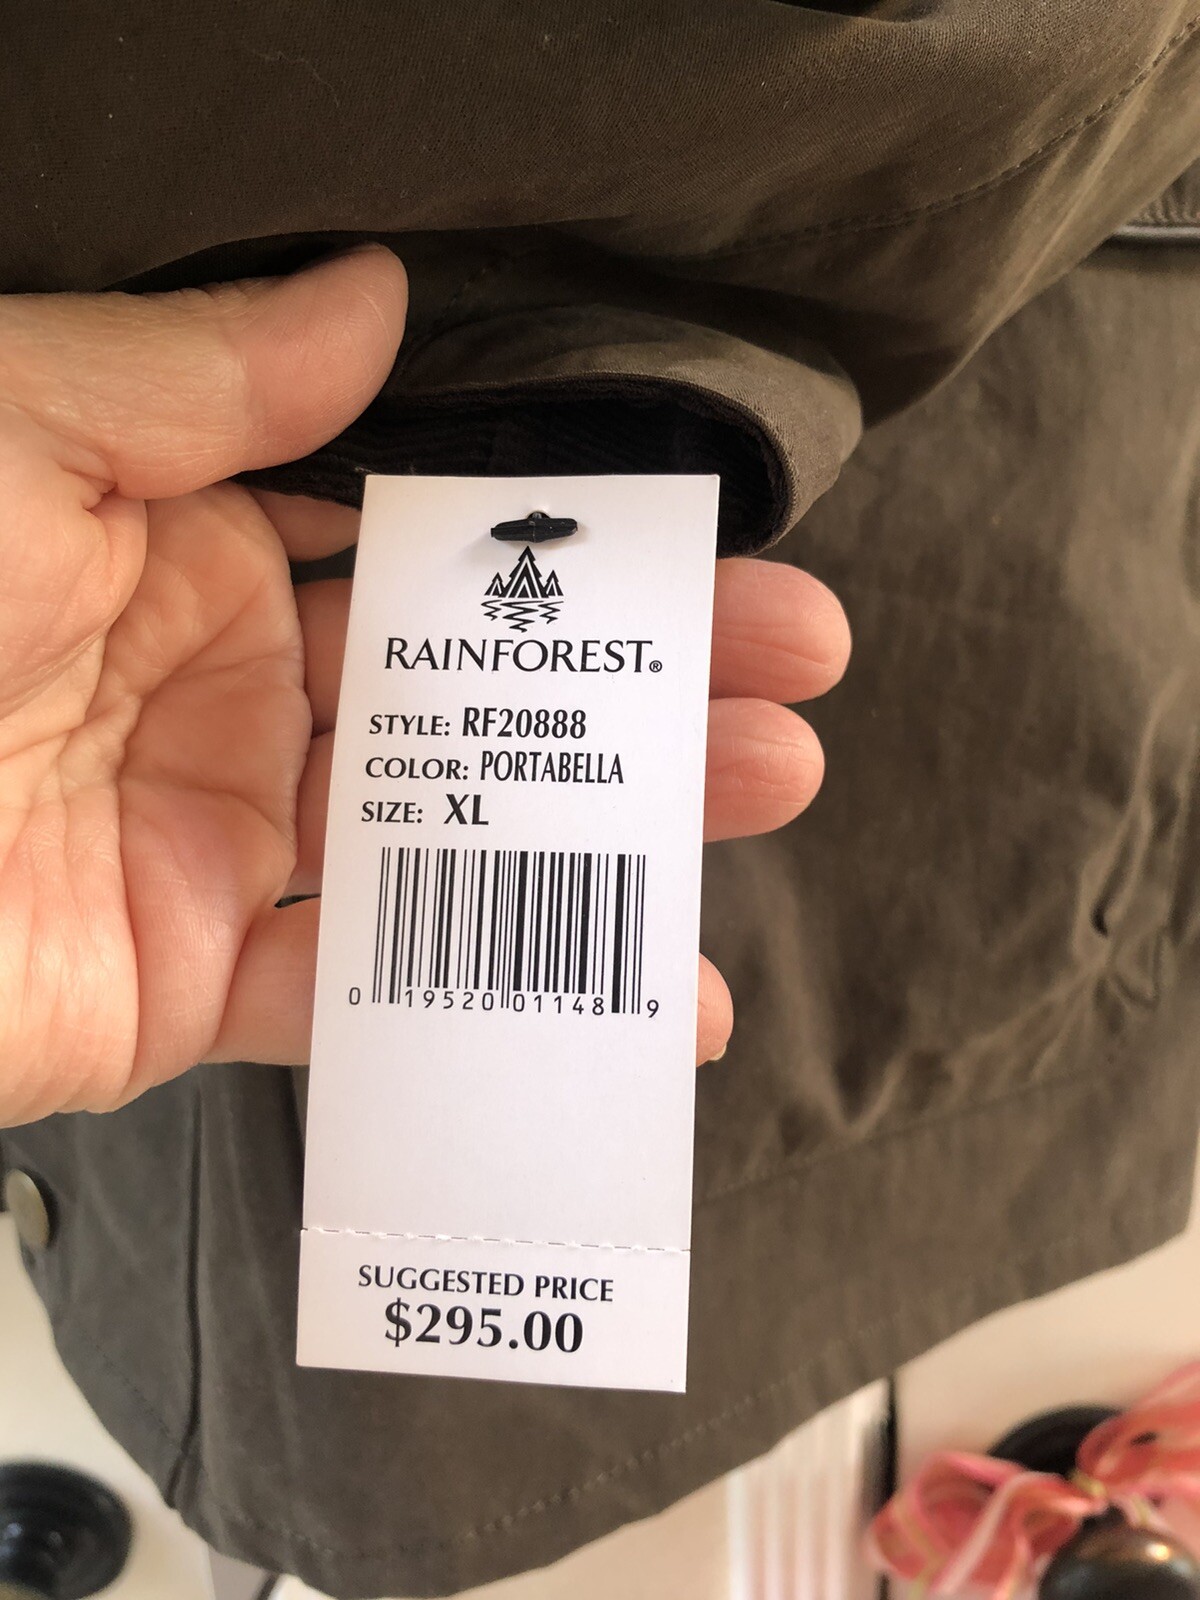 RAINFOREST®
STYLE: RF20888
COLOR: PORTABELLA
SIZE: XL
0 19520 01148 9
SUGGESTED PRICE
$295.00